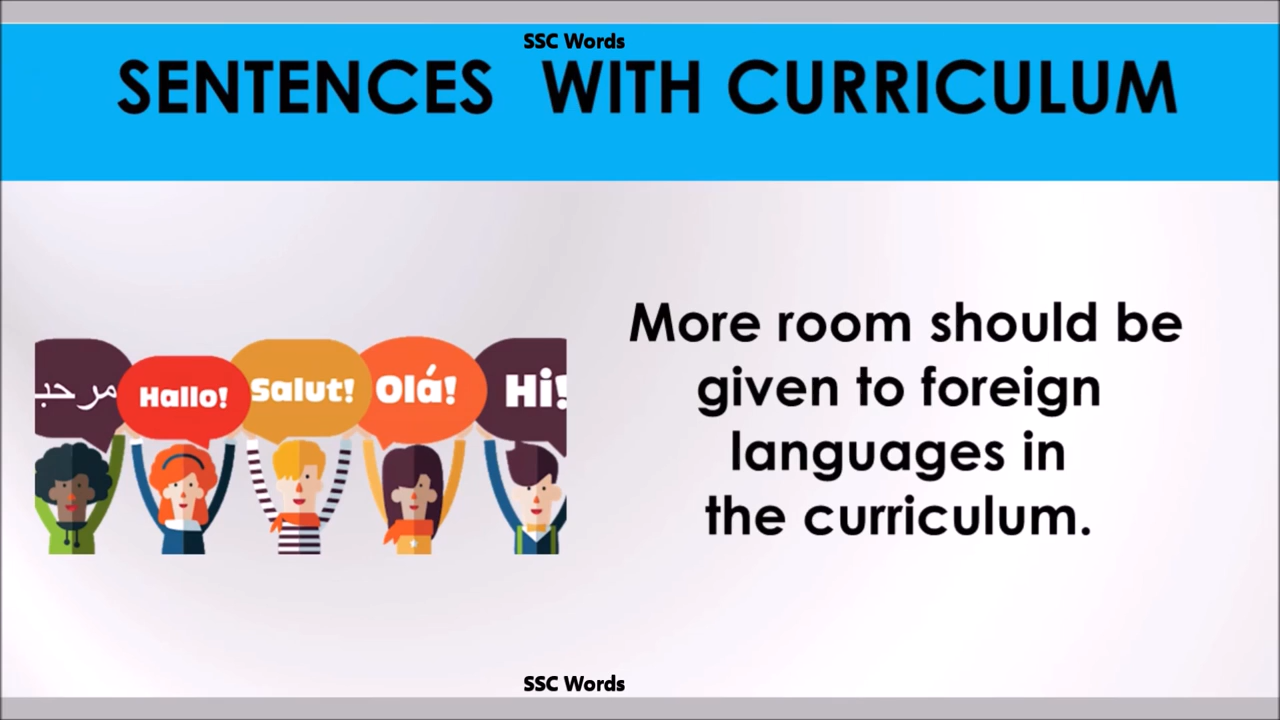 SSC Words
SENTENCES WITH CURRICULUM
مرحب
Hallo!
Salut!
Olá!
Hi!
More room should be
given to foreign
languages in
the curriculum.
SSC Words